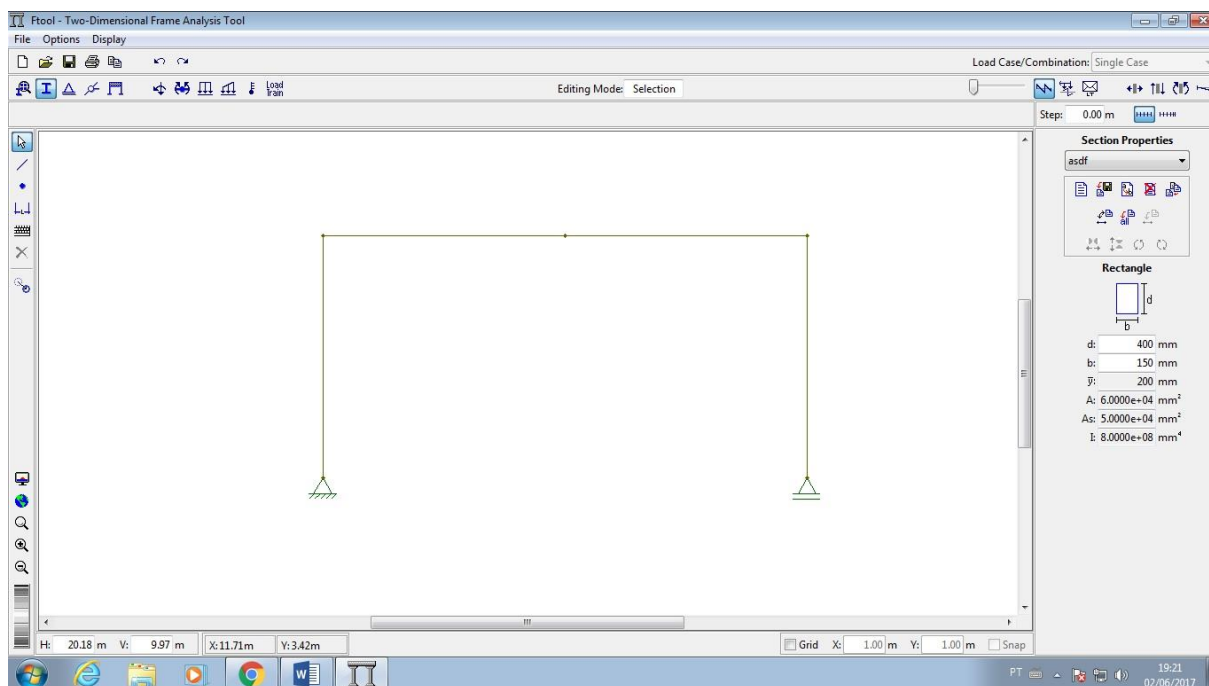 Ftool - Two-Dimensional Frame Analysis Tool
File Options Display
Load Case/Combination: Single Case
Load Train
Editing Mode: Selection
Step: 0.00 m
Section Properties
asdf
all
Rectangle
d
b
d: 400 mm
b: 150 mm
ȳ: 200 mm
A: 6.0000e+04 mm²
As: 5.0000e+04 mm²
I: 8.0000e+08 mm⁴
H: 20.18 m V: 9.97 m X:11.71m Y: 3.42m Grid X: 1.00 m Y: 1.00 m Snap
PT 19:21
02/06/2017